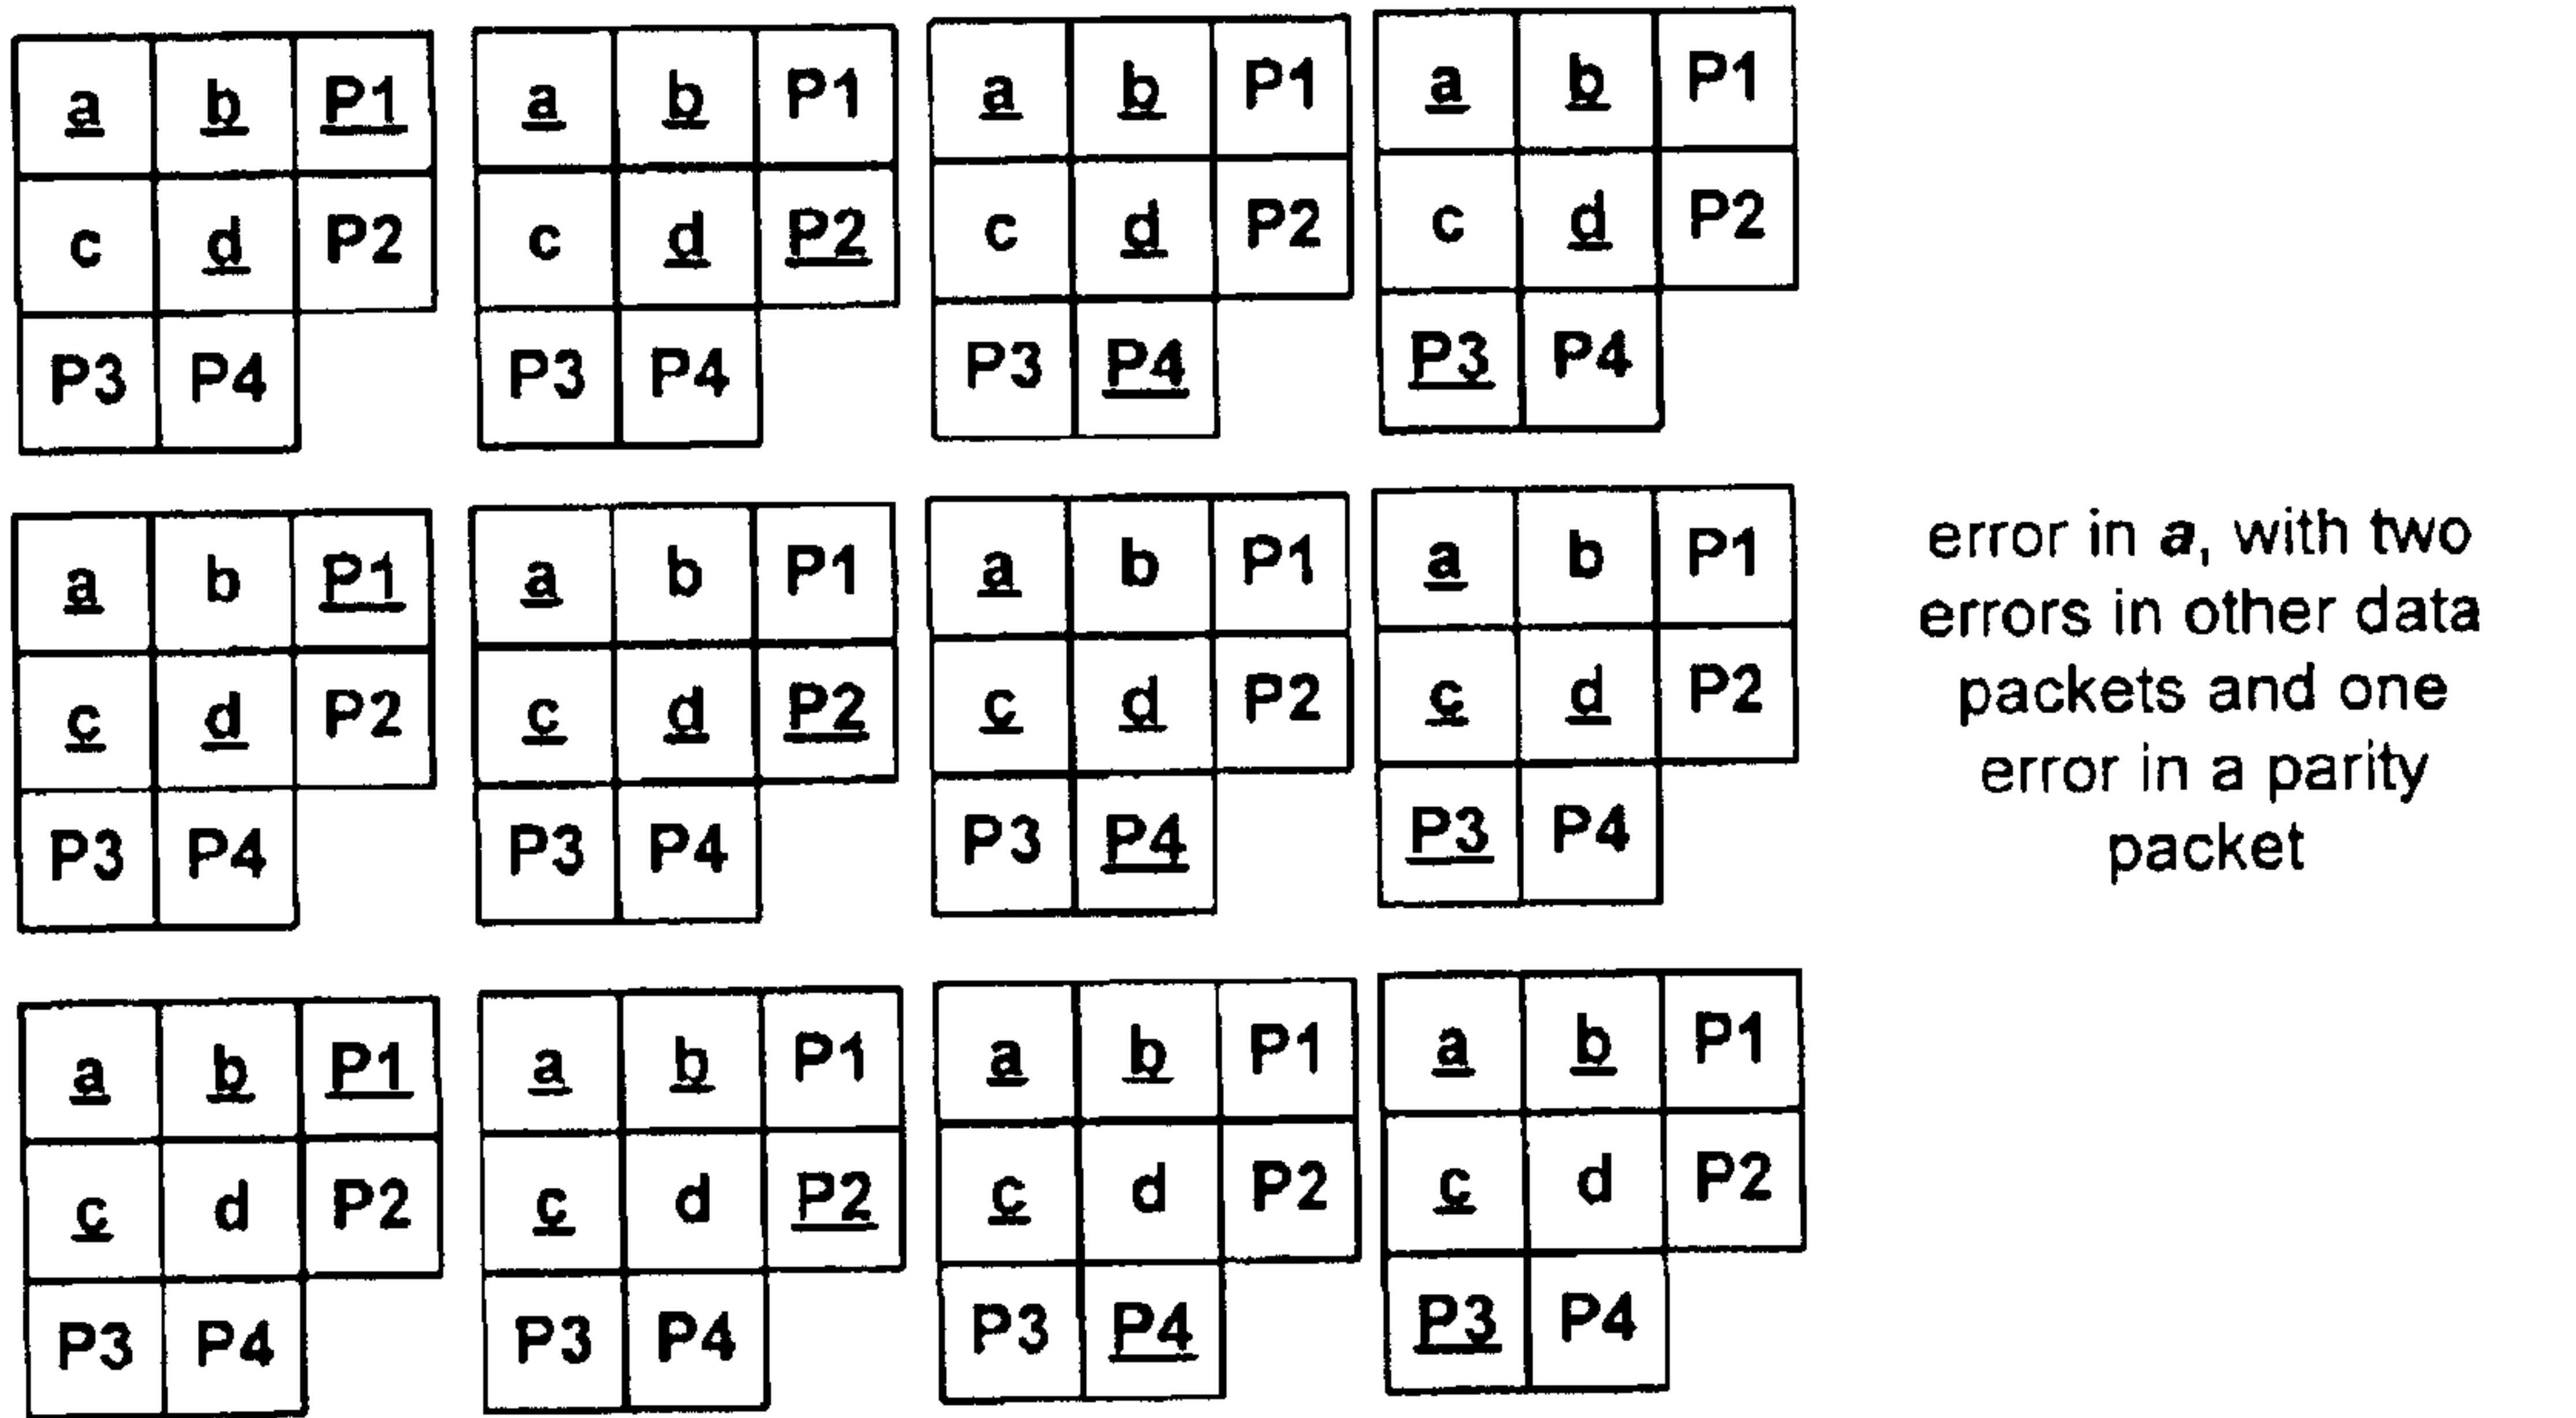 a b P1 a b P1 a b P1 a b P1
c d P2 c d P2 c d P2 c d P2
P3 P4 P3 P4 P3 P4 P3 P4
a b P1 a b P1 a b P1 a b P1
c d P2 c d P2 c d P2 c d P2
P3 P4 P3 P4 P3 P4 P3 P4
error in a, with two
errors in other data
packets and one
error in a parity
packet
a b P1 a b P1 a b P1 a b P1
c d P2 c d P2 c d P2 c d P2
P3 P4 P3 P4 P3 P4 P3 P4